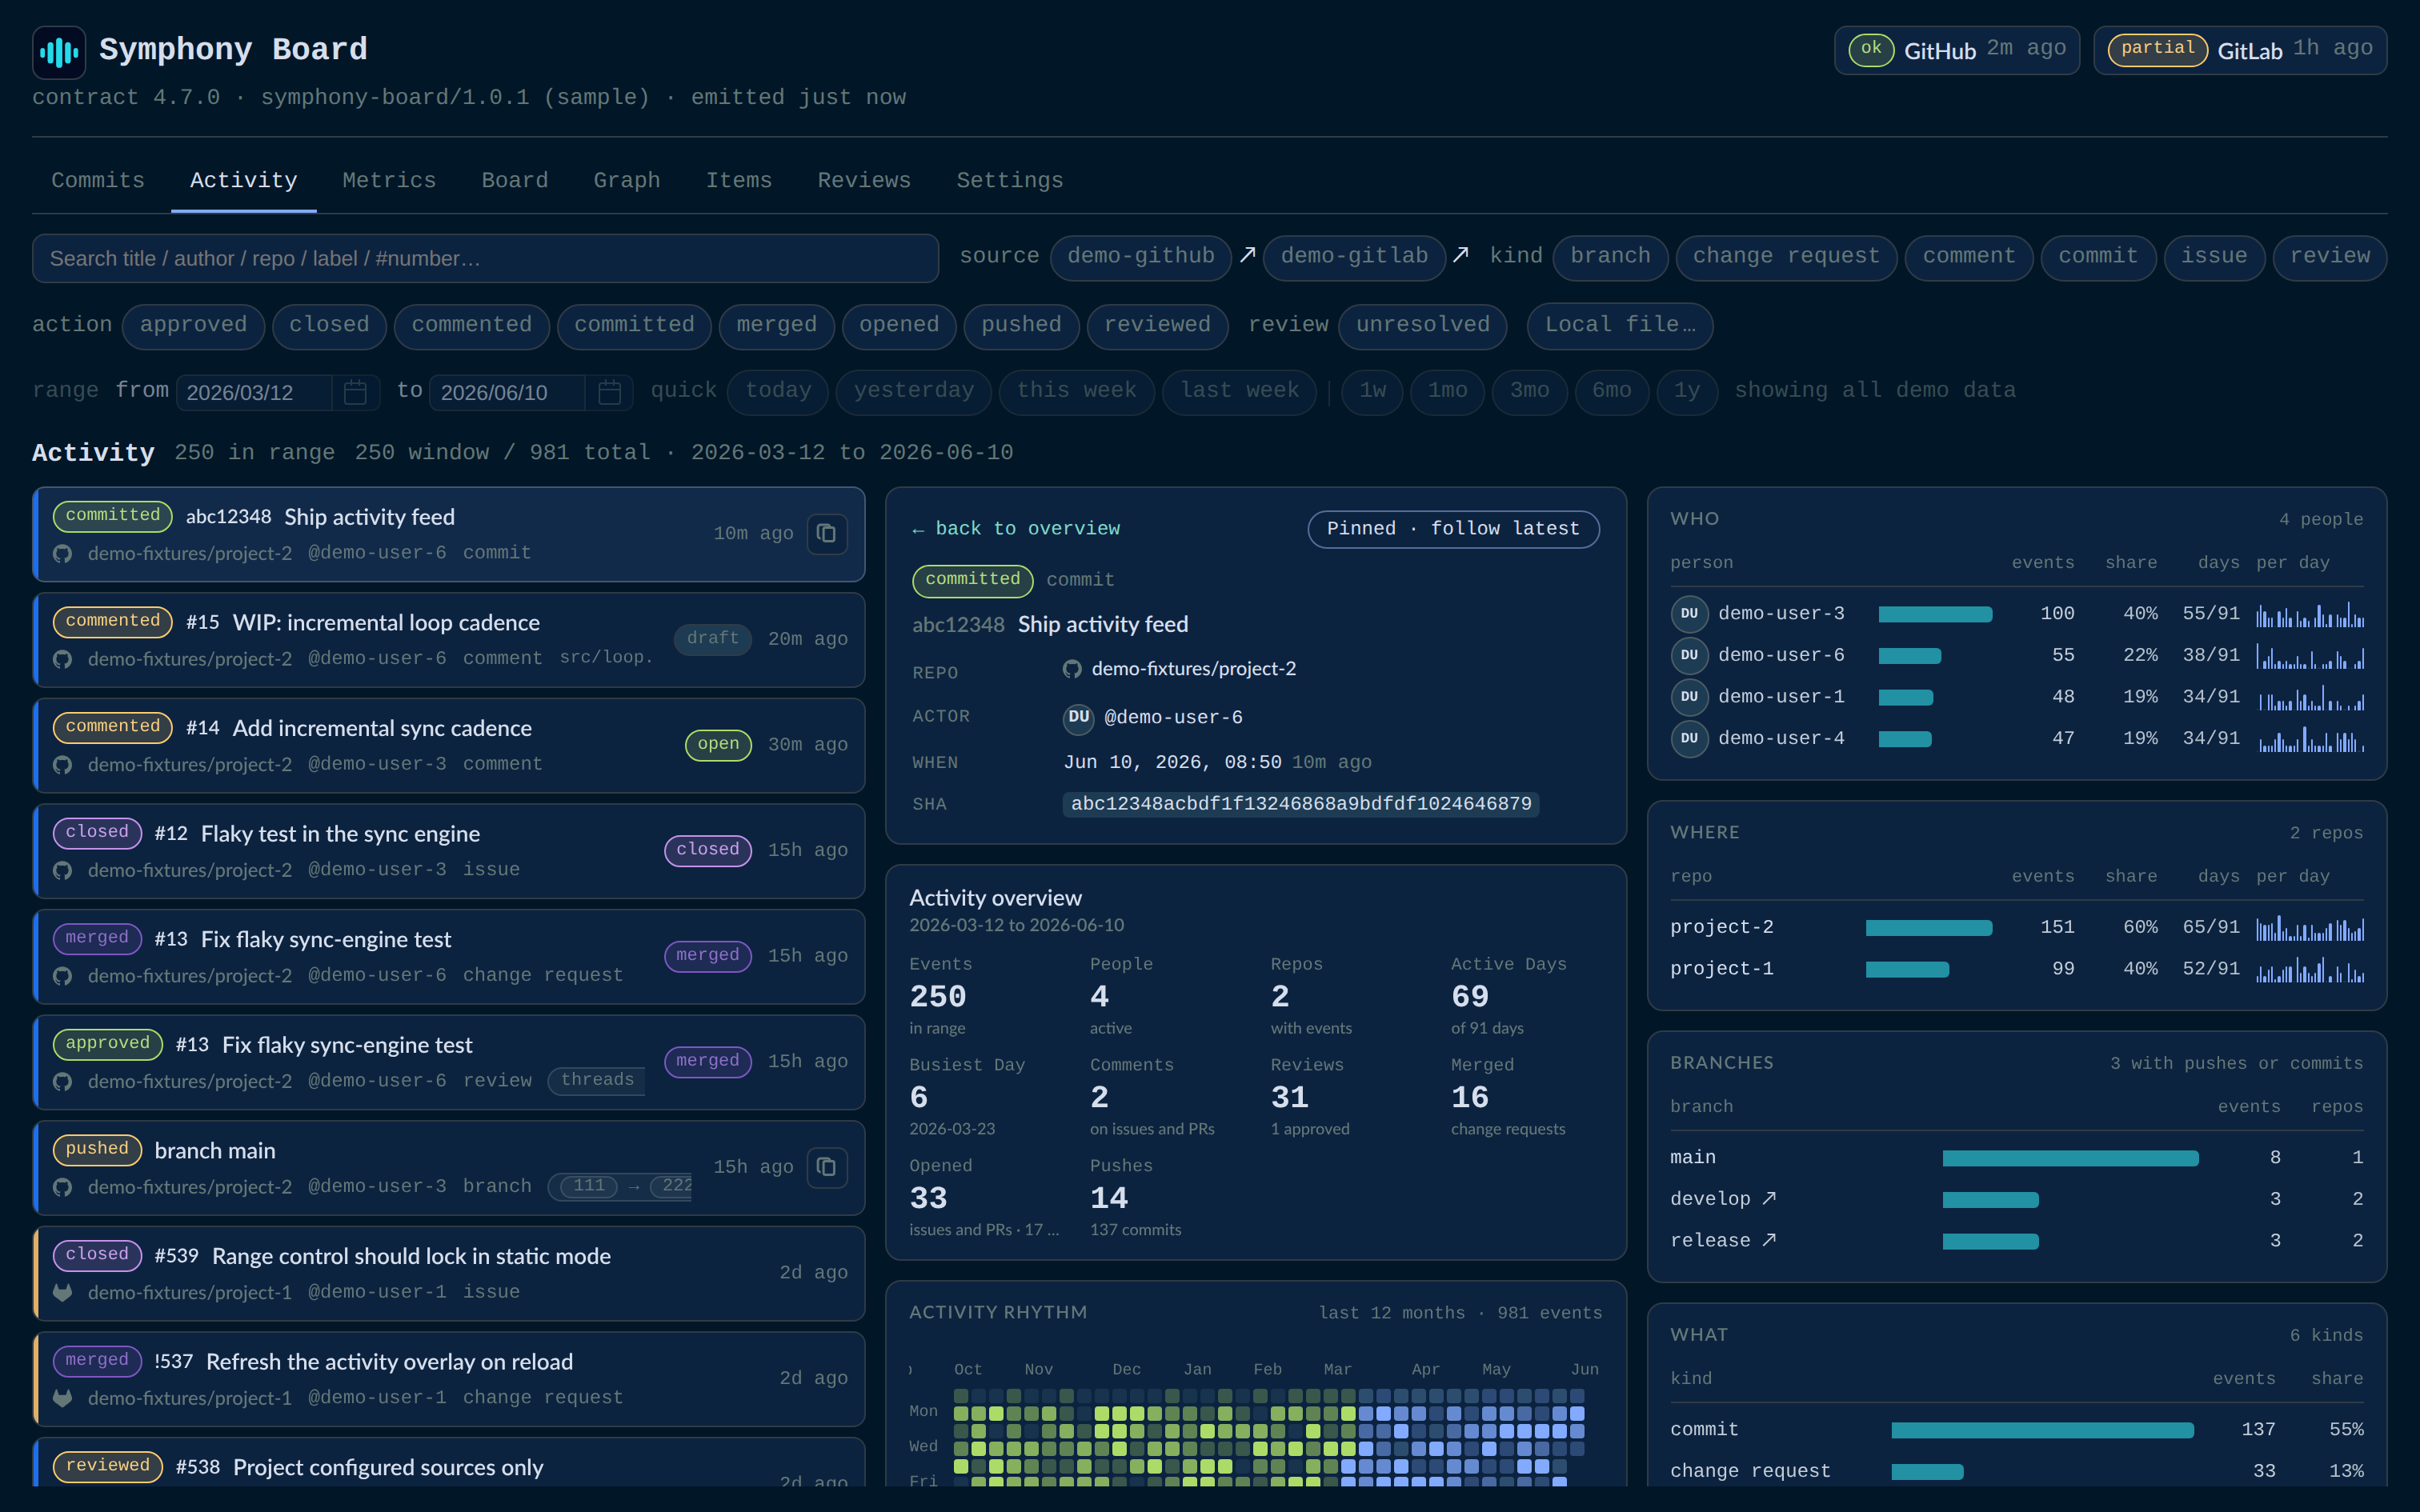 Symphony Board
ok GitHub 2m ago partial GitLab 1h ago
contract 4.7.0 · symphony-board/1.0.1 (sample) · emitted just now
Commits Activity Metrics Board Graph Items Reviews Settings
Search title / author / repo / label / #number… source demo-github ↗ demo-gitlab ↗ kind branch change request comment commit issue review
action approved closed commented committed merged opened pushed reviewed review unresolved Local file…
range from 2026/03/12 to 2026/06/10 quick today yesterday this week last week 1w 1mo 3mo 6mo 1y showing all demo data
Activity 250 in range 250 window / 981 total · 2026-03-12 to 2026-06-10
committed abc12348 Ship activity feed 10m ago
demo-fixtures/project-2 @demo-user-6 commit
commented #15 WIP: incremental loop cadence draft 20m ago
demo-fixtures/project-2 @demo-user-6 comment src/loop.
commented #14 Add incremental sync cadence open 30m ago
demo-fixtures/project-2 @demo-user-3 comment
closed #12 Flaky test in the sync engine closed 15h ago
demo-fixtures/project-2 @demo-user-3 issue
merged #13 Fix flaky sync-engine test merged 15h ago
demo-fixtures/project-2 @demo-user-6 change request
approved #13 Fix flaky sync-engine test merged 15h ago
demo-fixtures/project-2 @demo-user-6 review threads
pushed branch main 15h ago
demo-fixtures/project-2 @demo-user-3 branch 111 → 222
closed #539 Range control should lock in static mode 2d ago
demo-fixtures/project-1 @demo-user-1 issue
merged !537 Refresh the activity overlay on reload 2d ago
demo-fixtures/project-1 @demo-user-1 change request
reviewed #538 Project configured sources only 2d ago
← back to overview Pinned · follow latest
committed commit
abc12348 Ship activity feed
REPO demo-fixtures/project-2
ACTOR DU @demo-user-6
WHEN Jun 10, 2026, 08:50 10m ago
SHA abc12348acbdf1f13246868a9bdfdf1024646879
Activity overview
2026-03-12 to 2026-06-10
Events People Repos Active Days
250 4 2 69
in range active with events of 91 days
Busiest Day Comments Reviews Merged
6 2 31 16
2026-03-23 on issues and PRs 1 approved change requests
Opened Pushes
33 14
issues and PRs · 17 … 137 commits
ACTIVITY RHYTHM last 12 months · 981 events
Oct Nov Dec Jan Feb Mar Apr May Jun
Mon
Wed
Fri
WHO 4 people
person events share days per day
DU demo-user-3 100 40% 55/91
DU demo-user-6 55 22% 38/91
DU demo-user-1 48 19% 34/91
DU demo-user-4 47 19% 34/91
WHERE 2 repos
repo events share days per day
project-2 151 60% 65/91
project-1 99 40% 52/91
BRANCHES 3 with pushes or commits
branch events repos
main 8 1
develop ↗ 3 2
release ↗ 3 2
WHAT 6 kinds
kind events share
commit 137 55%
change request 33 13%